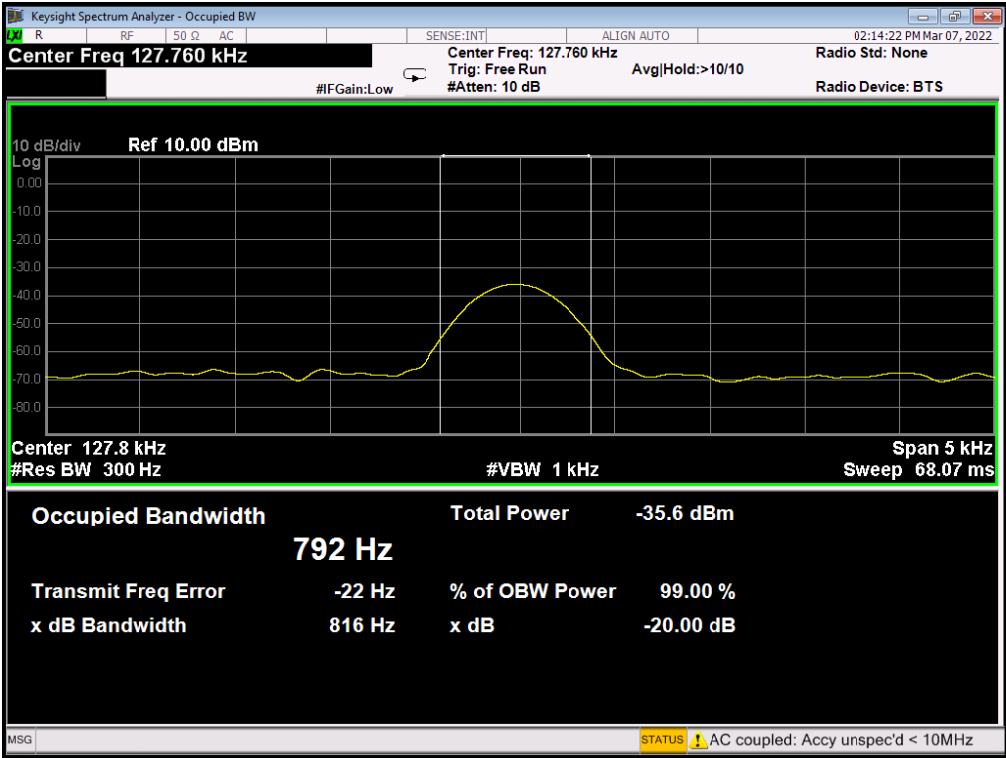 Keysight Spectrum Analyzer - Occupied BW
LXI R RF 50 Ω AC SENSE:INT ALIGN AUTO 02:14:22 PM Mar 07, 2022
Center Freq 127.760 kHz
Center Freq: 127.760 kHz
Radio Std: None
Trig: Free Run Avg|Hold:>10/10
#IFGain:Low #Atten: 10 dB Radio Device: BTS
10 dB/div Ref 10.00 dBm
Log
0.00
-10.0
-20.0
-30.0
-40.0
-50.0
-60.0
-70.0
-80.0
Center 127.8 kHz Span 5 kHz
#Res BW 300 Hz #VBW 1 kHz Sweep 68.07 ms
Occupied Bandwidth Total Power -35.6 dBm
792 Hz
Transmit Freq Error -22 Hz % of OBW Power 99.00 %
x dB Bandwidth 816 Hz x dB -20.00 dB
MSG STATUS AC coupled: Accy unspec'd < 10MHz